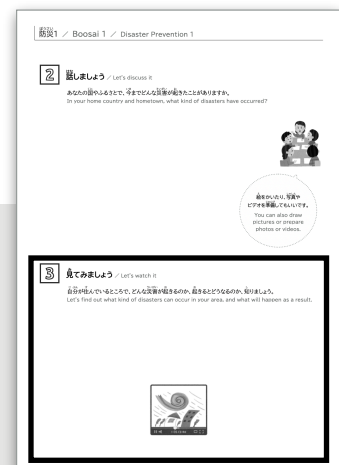 防災1 / Boosai 1 / Disaster Prevention 1
2 話しましょう / Let's discuss it
あなたの国やふるさとで、今までどんな災害が起きたことがありますか。
In your home country and hometown, what kind of disasters have occurred?
絵をかいたり、写真や
ビデオを準備してもいいです。
You can also draw
pictures or prepare
photos or videos.
3 見てみましょう / Let's watch it
自分が住んでいるところで、どんな災害が起きるのか、起きるとどうなるのか、知りましょう。
Let's find out what kind of disasters can occur in your area, and what will happen as a result.